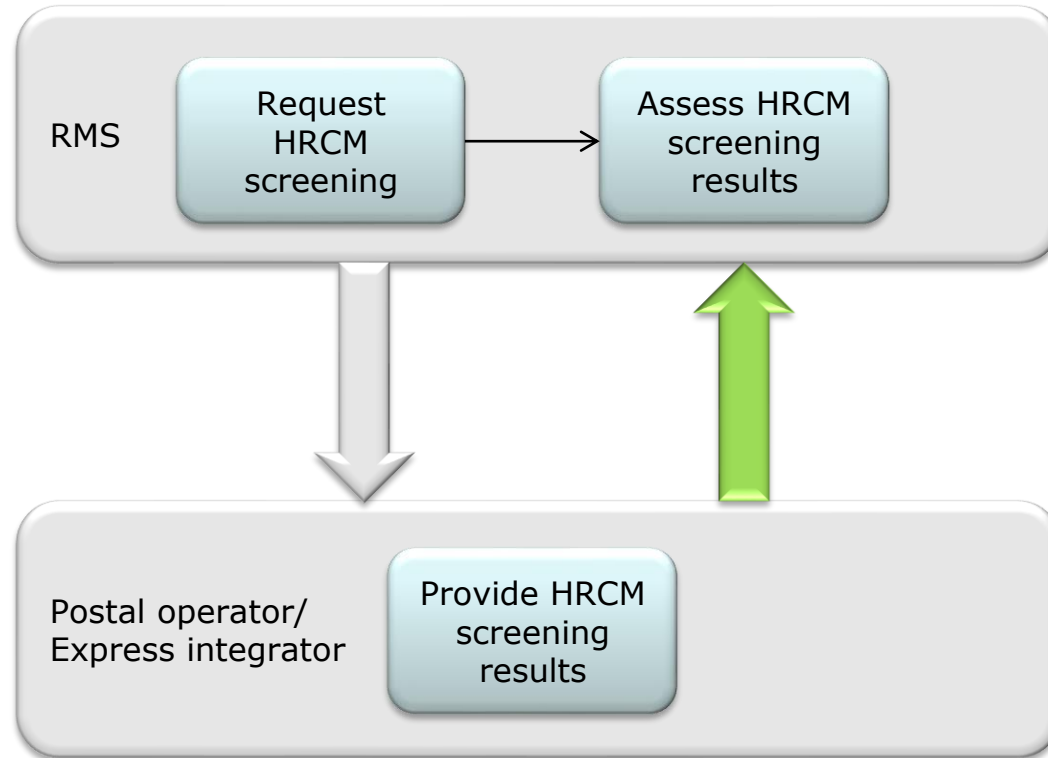 RMS
Request
HRCM
screening
Assess HRCM
screening
results
Postal operator/
Express integrator
Provide HRCM
screening
results